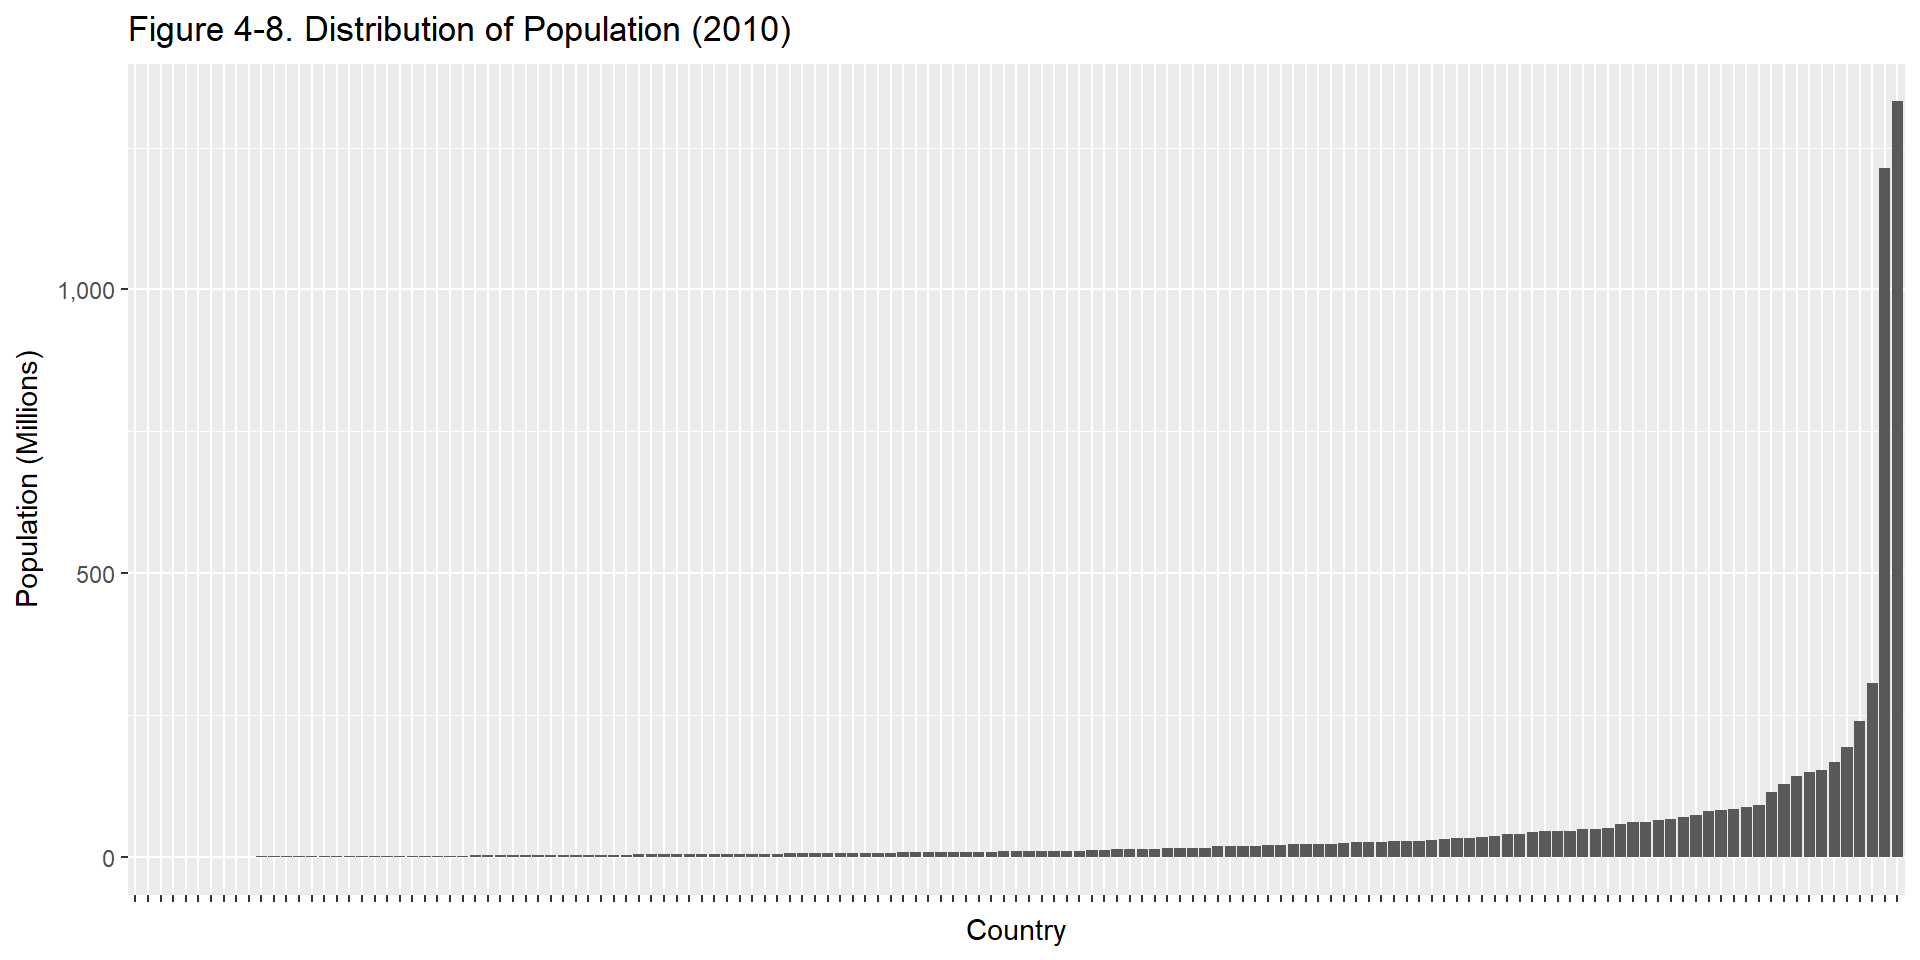 Figure 4-8. Distribution of Population (2010)
Population (Millions)
1,000
500
0
Country